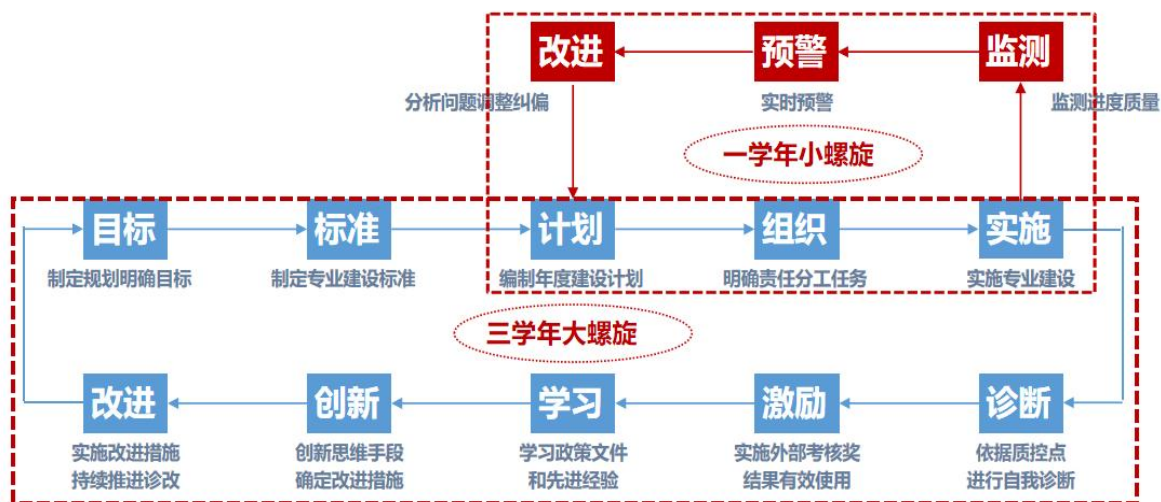 改进
预警
监测
分析问题调整纠偏
实时预警
监测进度质量
一学年小螺旋
目标
标准
计划
组织
实施
制定规划明确目标
制定专业建设标准
编制年度建设计划
明确责任分工任务
实施专业建设
三学年大螺旋
改进
创新
学习
激励
诊断
实施改进措施
持续推进诊改
创新思维手段
确定改进措施
学习政策文件
和先进经验
实施外部考核奖
结果有效使用
依据质控点
进行自我诊断